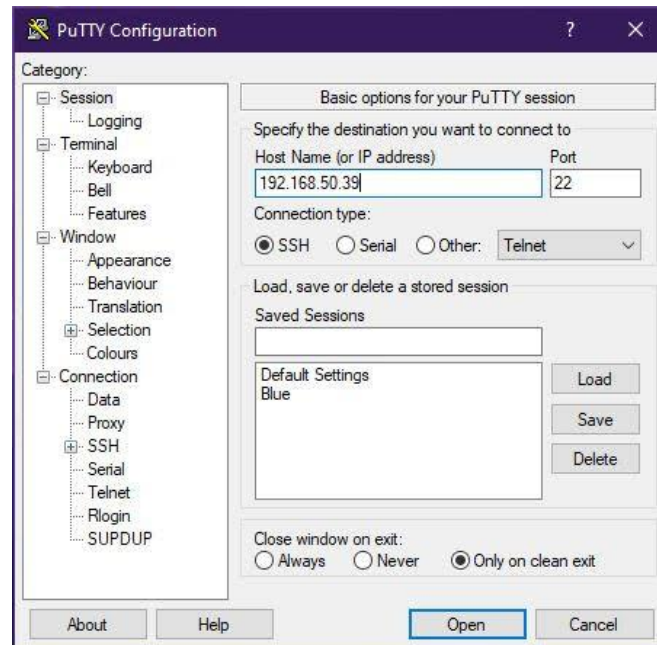 PuTTY Configuration ? ×
Category:
Session
Logging
Terminal
Keyboard
Bell
Features
Window
Appearance
Behaviour
Translation
Selection
Colours
Connection
Data
Proxy
SSH
Serial
Telnet
Rlogin
SUPDUP
Basic options for your PuTTY session
Specify the destination you want to connect to
Host Name (or IP address) Port
192.168.50.39 22
Connection type:
SSH Serial Other: Telnet
Load, save or delete a stored session
Saved Sessions
Default Settings
Blue
Load
Save
Delete
Close window on exit:
Always Never Only on clean exit
About Help Open Cancel